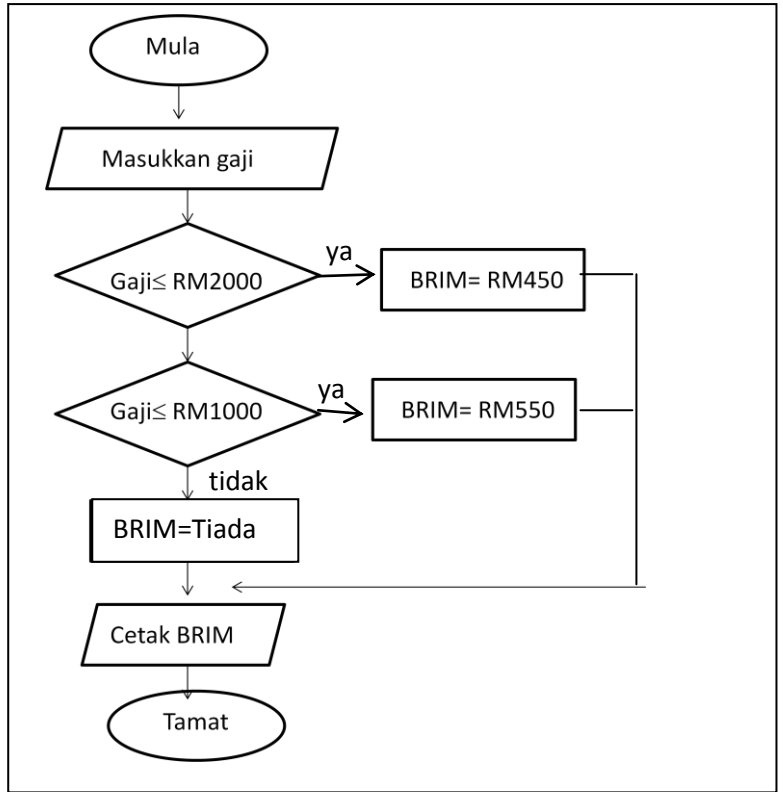 Mula
Masukkan gaji
Gaji≤ RM2000
ya
BRIM= RM450
Gaji≤ RM1000
ya
BRIM= RM550
tidak
BRIM=Tiada
Cetak BRIM
Tamat